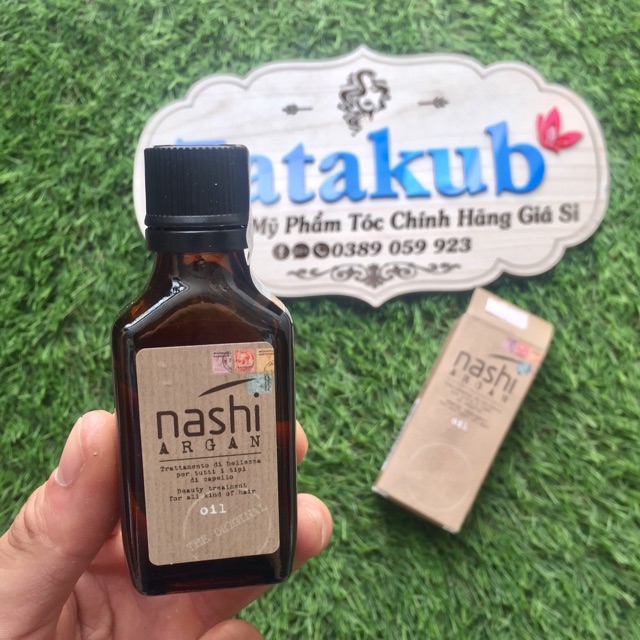 atakub
Mỹ Phẩm Tóc Chính Hãng Giá Sỉ
0389 059 923
nashi
ARGAN
Trattamento di bellezza
per tutti i tipi
di capello
Beauty treatment
for all kind of hair
oil
THE ORIGINAL
nashi
ARGAN
oil